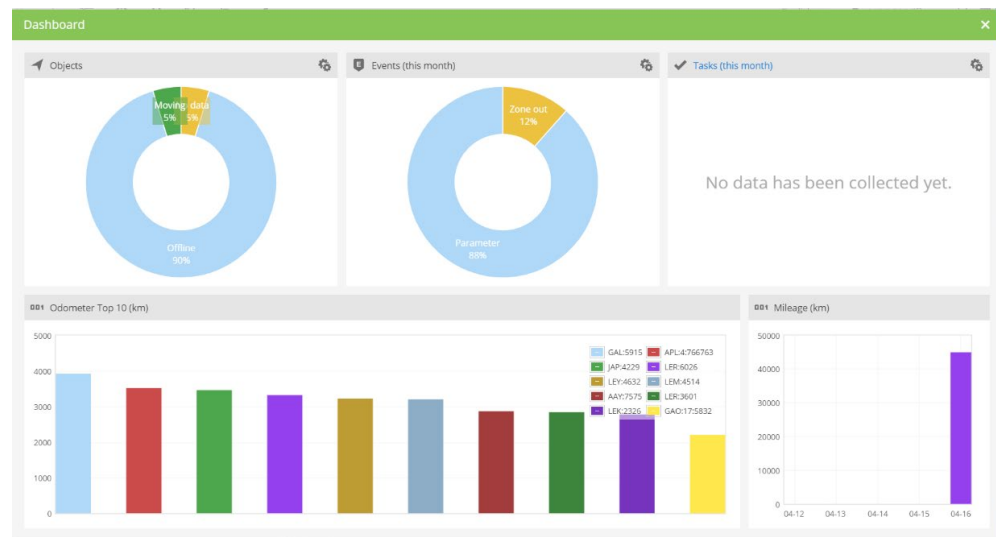 Dashboard
Objects
Moving data
5% 5%
Offline
90%
Events (this month)
Zone out
12%
Parameter
88%
Tasks (this month)
No data has been collected yet.
001 Odometer Top 10 (km)
5000
4000
3000
2000
1000
0
GAL:5915 APL:4:766763
JAP:4229 LER:6026
LEY:4632 LEM:4514
AAY:7575 LER:3601
LEK:2326 GAO:17:5832
001 Mileage (km)
50000
40000
30000
20000
10000
0
04-12 04-13 04-14 04-15 04-16